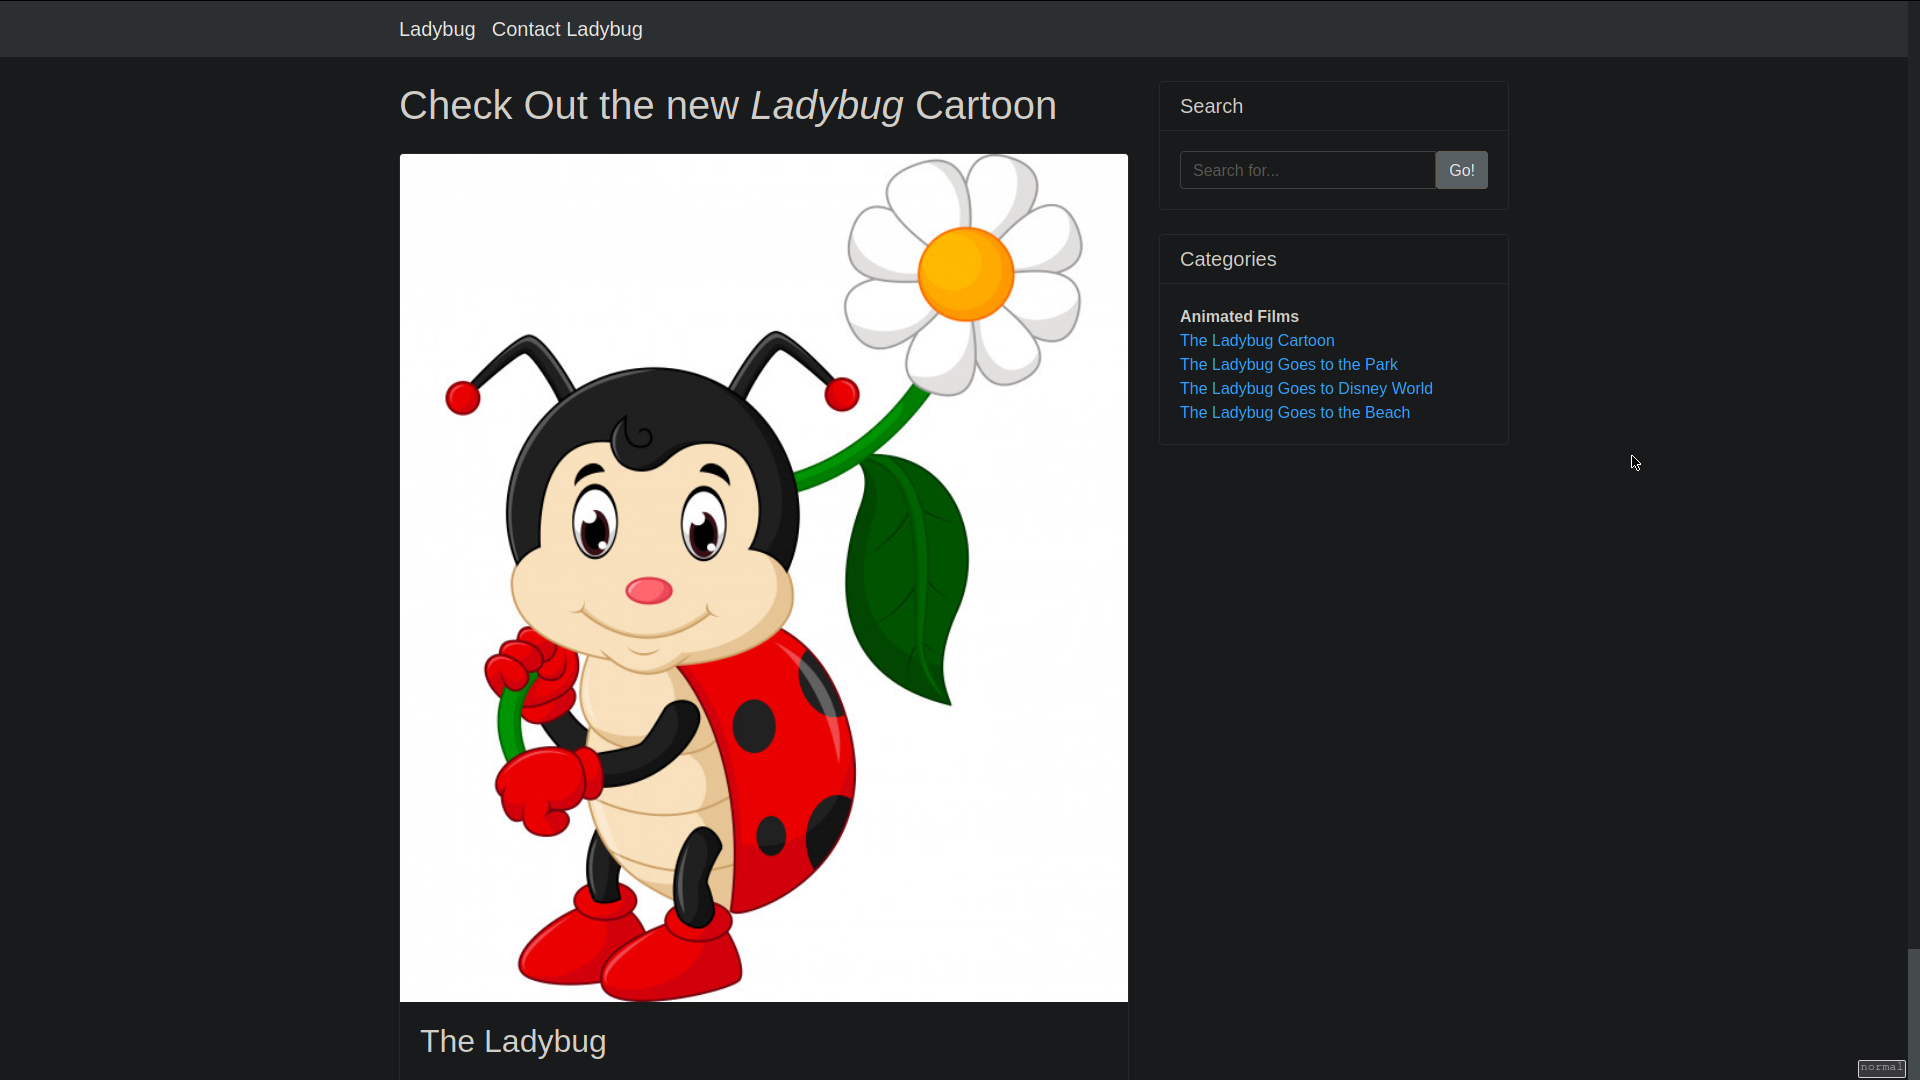 Ladybug Contact Ladybug
Check Out the new Ladybug Cartoon
Search
Search for... Go!
Categories
Animated Films
The Ladybug Cartoon
The Ladybug Goes to the Park
The Ladybug Goes to Disney World
The Ladybug Goes to the Beach
The Ladybug
normal